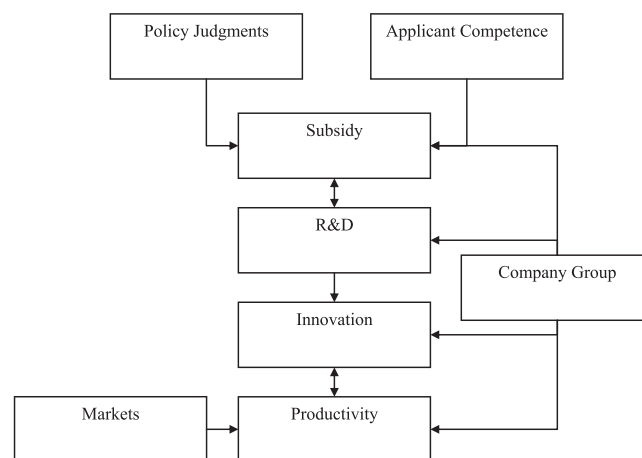 Policy Judgments
Applicant Competence
Subsidy
R&D
Company Group
Innovation
Markets
Productivity